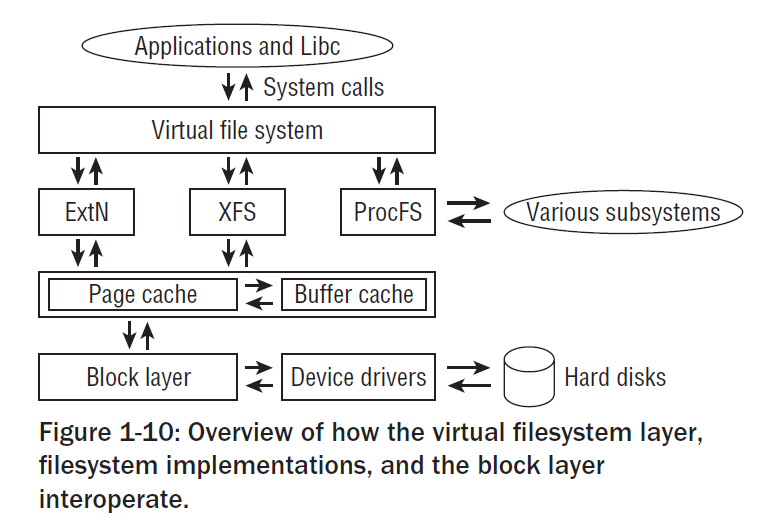 Applications and Libc
System calls
Virtual file system
ExtN
XFS
ProcFS
Various subsystems
Page cache
Buffer cache
Block layer
Device drivers
Hard disks
Figure 1-10: Overview of how the virtual filesystem layer,
filesystem implementations, and the block layer
interoperate.